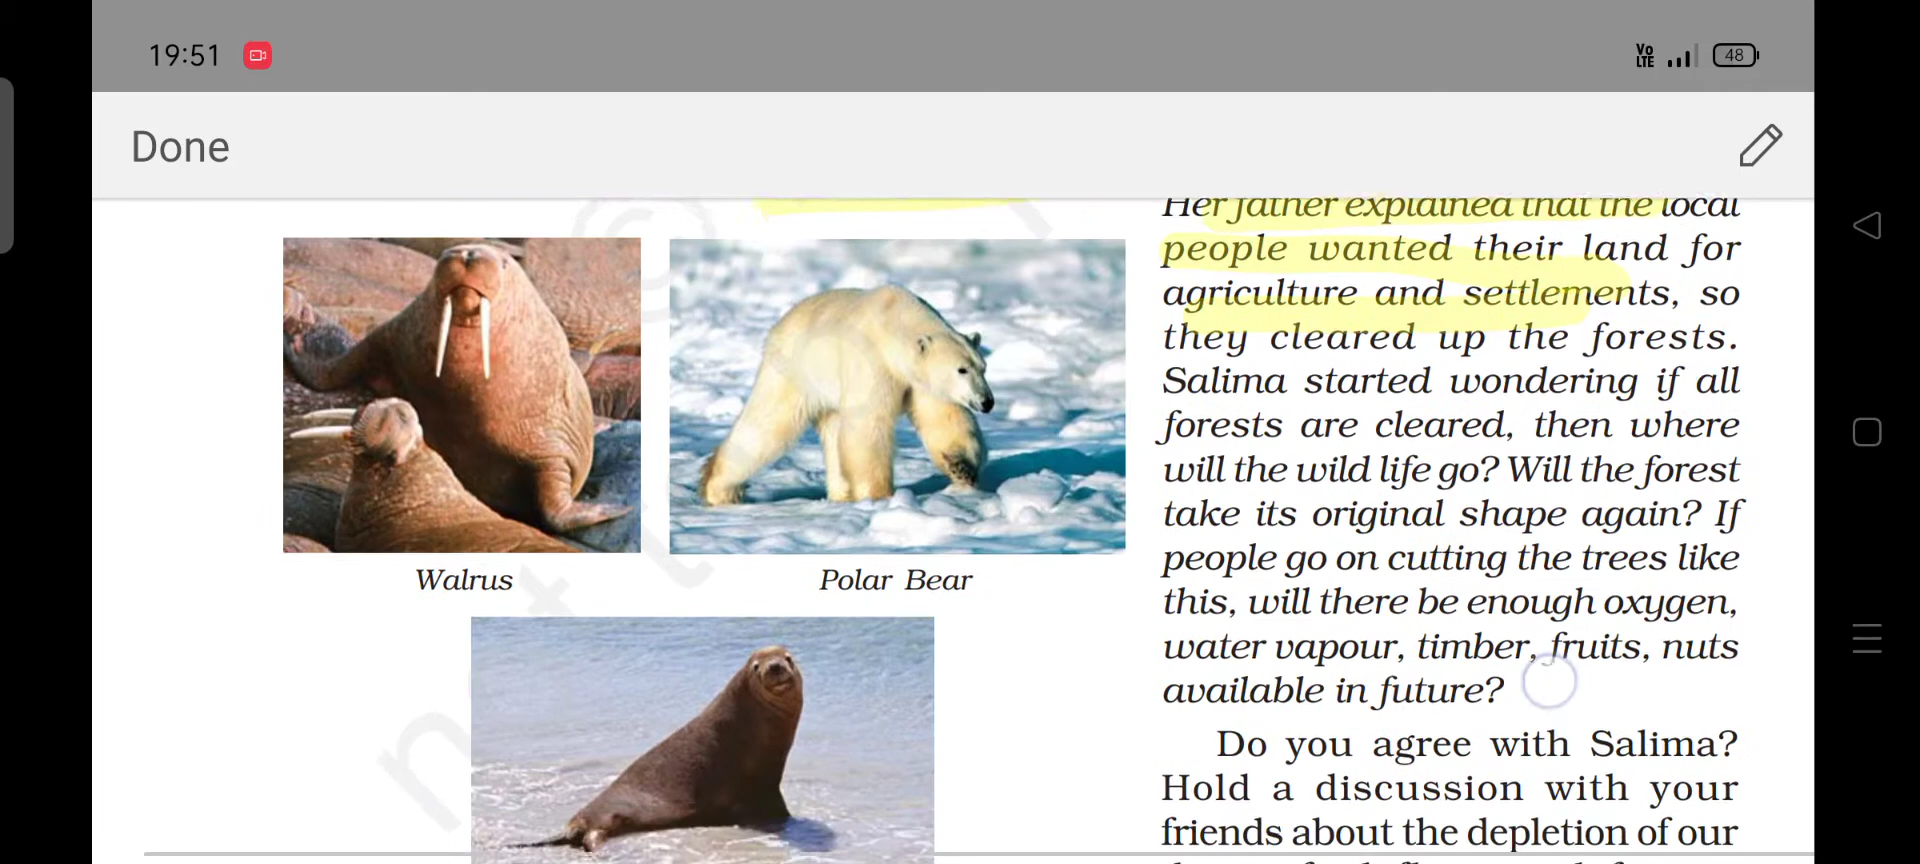 19:51
Vo
LTE
48
Done
Her father explained that the local
people wanted their land for
agriculture and settlements, so
they cleared up the forests.
Salima started wondering if all
forests are cleared, then where
will the wild life go? Will the forest
take its original shape again? If
people go on cutting the trees like
this, will there be enough oxygen,
water vapour, timber, fruits, nuts
available in future?
Do you agree with Salima?
Hold a discussion with your
friends about the depletion of our
Walrus
Polar Bear